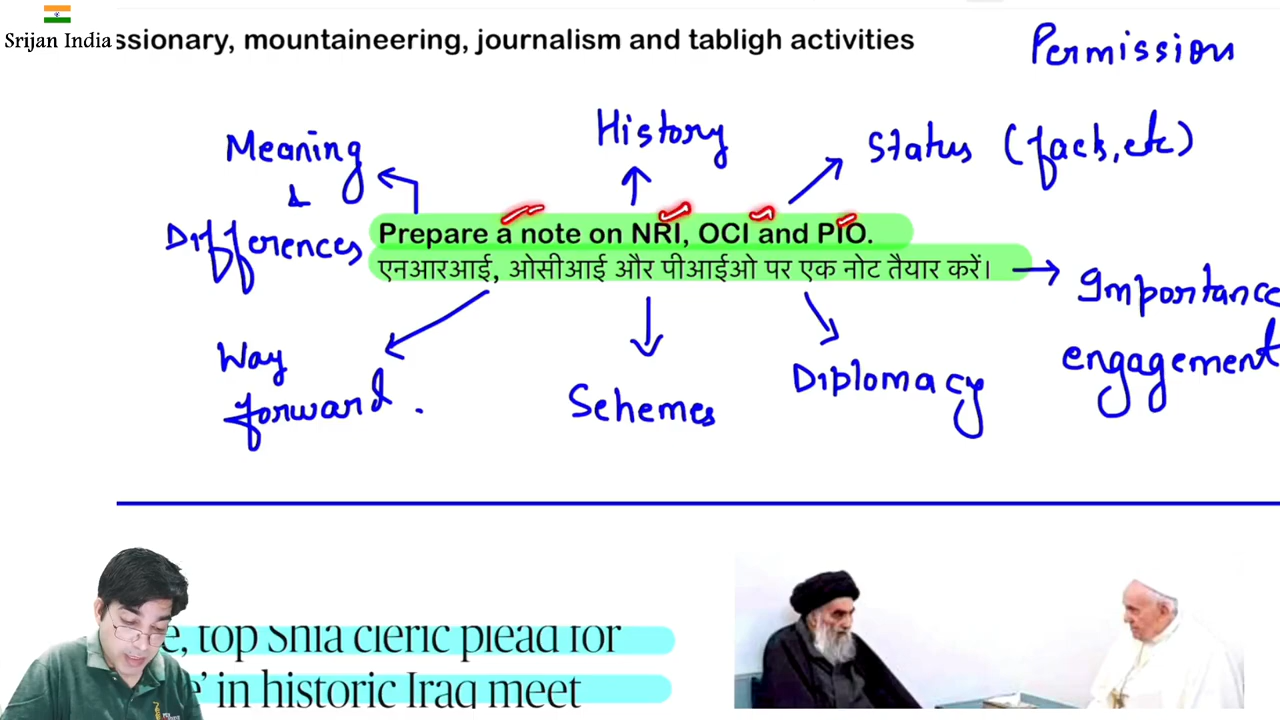 Srijan India
ssionary, mountaineering, journalism and tabligh activities
Permission
Meaning
&
Differences
History
Status (facts, etc)
Prepare a note on NRI, OCI and PIO.
एनआरआई, ओसीआई और पीआईओ पर एक नोट तैयार करें।
Importance
engagement
Way
forward.
Schemes
Diplomacy
e, top Shia cleric plead for
e' in historic Iraq meet